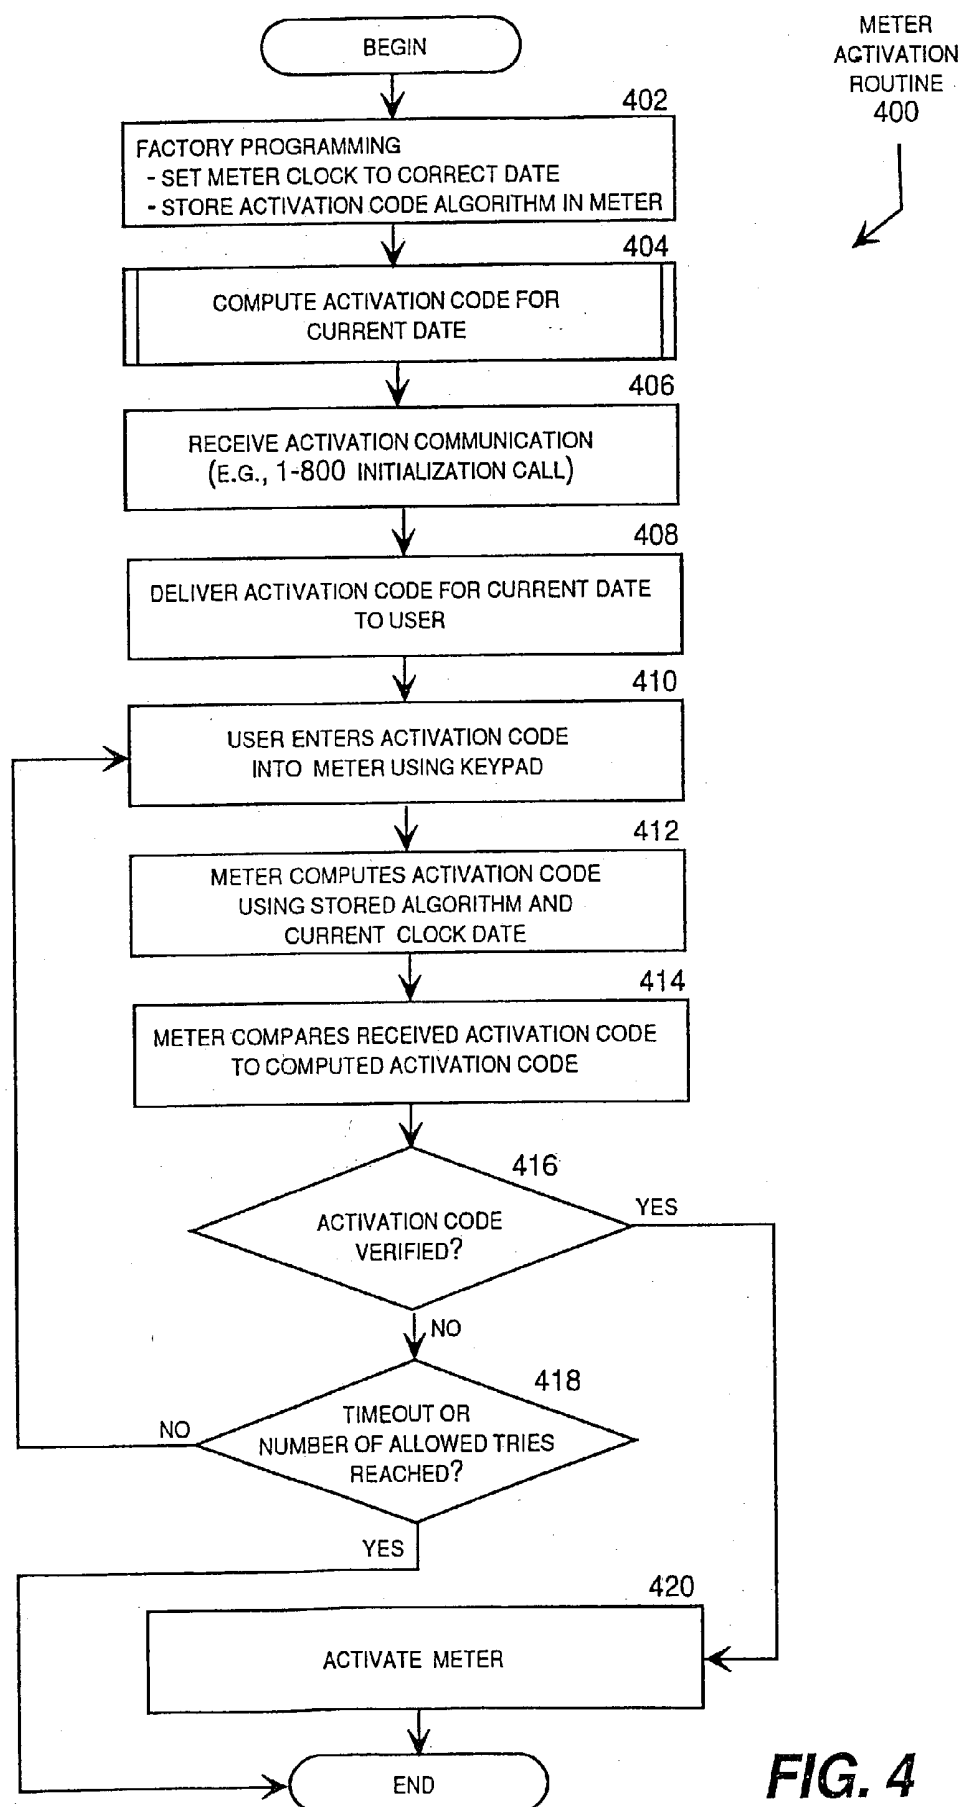 BEGIN
METER
ACTIVATION
ROUTINE
400
402
FACTORY PROGRAMMING
- SET METER CLOCK TO CORRECT DATE
- STORE ACTIVATION CODE ALGORITHM IN METER
404
COMPUTE ACTIVATION CODE FOR
CURRENT DATE
406
RECEIVE ACTIVATION COMMUNICATION
(E.G., 1-800 INITIALIZATION CALL)
408
DELIVER ACTIVATION CODE FOR CURRENT DATE
TO USER
410
USER ENTERS ACTIVATION CODE
INTO METER USING KEYPAD
412
METER COMPUTES ACTIVATION CODE
USING STORED ALGORITHM AND
CURRENT CLOCK DATE
414
METER COMPARES RECEIVED ACTIVATION CODE
TO COMPUTED ACTIVATION CODE
416
ACTIVATION CODE
VERIFIED?
YES
NO
418
TIMEOUT OR
NUMBER OF ALLOWED TRIES
REACHED?
NO
YES
420
ACTIVATE METER
END
FIG. 4